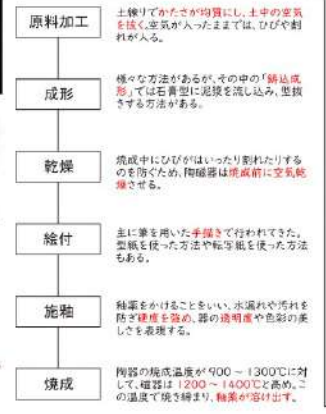 原料加工
土練りでかたさが均質にし、土中の空気
を抜く。空気が入ったままでは、ひびや割
れが入る。
成形
様々な方法があるが、その中の「鋳込成
形」では石膏型に泥漿を流し込み、型抜
きする方法がある。
乾燥
焼成中にひびがはいったり割れたりする
のを防ぐため、陶磁器は焼成前に空気乾
燥させる。
絵付
主に筆を用いた手描きで行われてきた。
型紙を使った方法や転写紙を使った方法
もある。
施釉
釉薬をかけることをいい、水漏れや汚れを
防ぎ硬度を強め、器の透明度や色彩の美
しさを表現する。
焼成
陶器の焼成温度が900～1300℃に対
して、磁器は1200～1400℃と高め。こ
の温度で焼き締まり、釉薬が溶け出す。